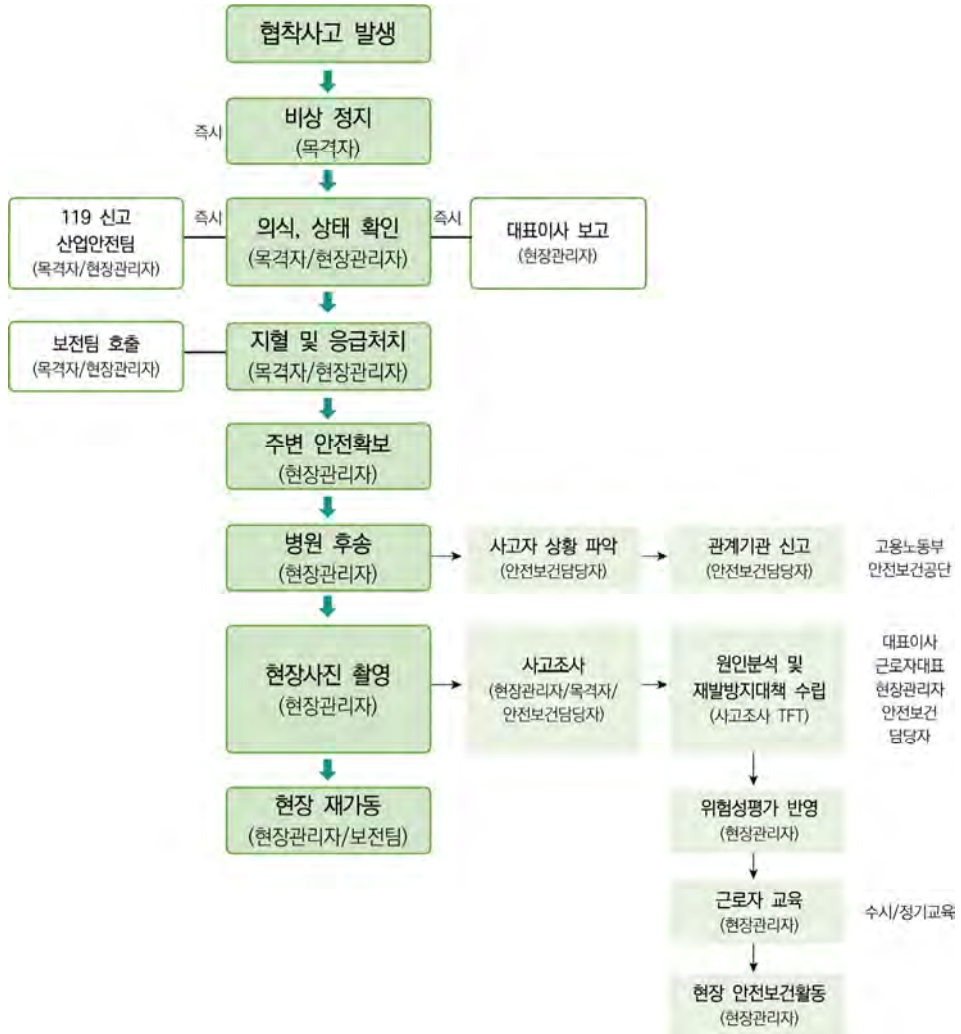 협착사고 발생
즉시
비상 정지
(목격자)
119 신고
산업안전팀
(목격자/현장관리자)
즉시
의식, 상태 확인
(목격자/현장관리자)
즉시
대표이사 보고
(현장관리자)
보전팀 호출
(목격자/현장관리자)
지혈 및 응급처치
(목격자/현장관리자)
주변 안전확보
(현장관리자)
병원 후송
(현장관리자)
사고자 상황 파악
(안전보건담당자)
관계기관 신고
(안전보건담당자)
고용노동부
안전보건공단
현장사진 촬영
(현장관리자)
사고조사
(현장관리자/목격자/
안전보건담당자)
원인분석 및
재발방지대책 수립
(사고조사 TFT)
대표이사
근로자대표
현장관리자
안전보건
담당자
현장 재가동
(현장관리자/보전팀)
위험성평가 반영
(현장관리자)
근로자 교육
(현장관리자)
수시/정기교육
현장 안전보건활동
(현장관리자)